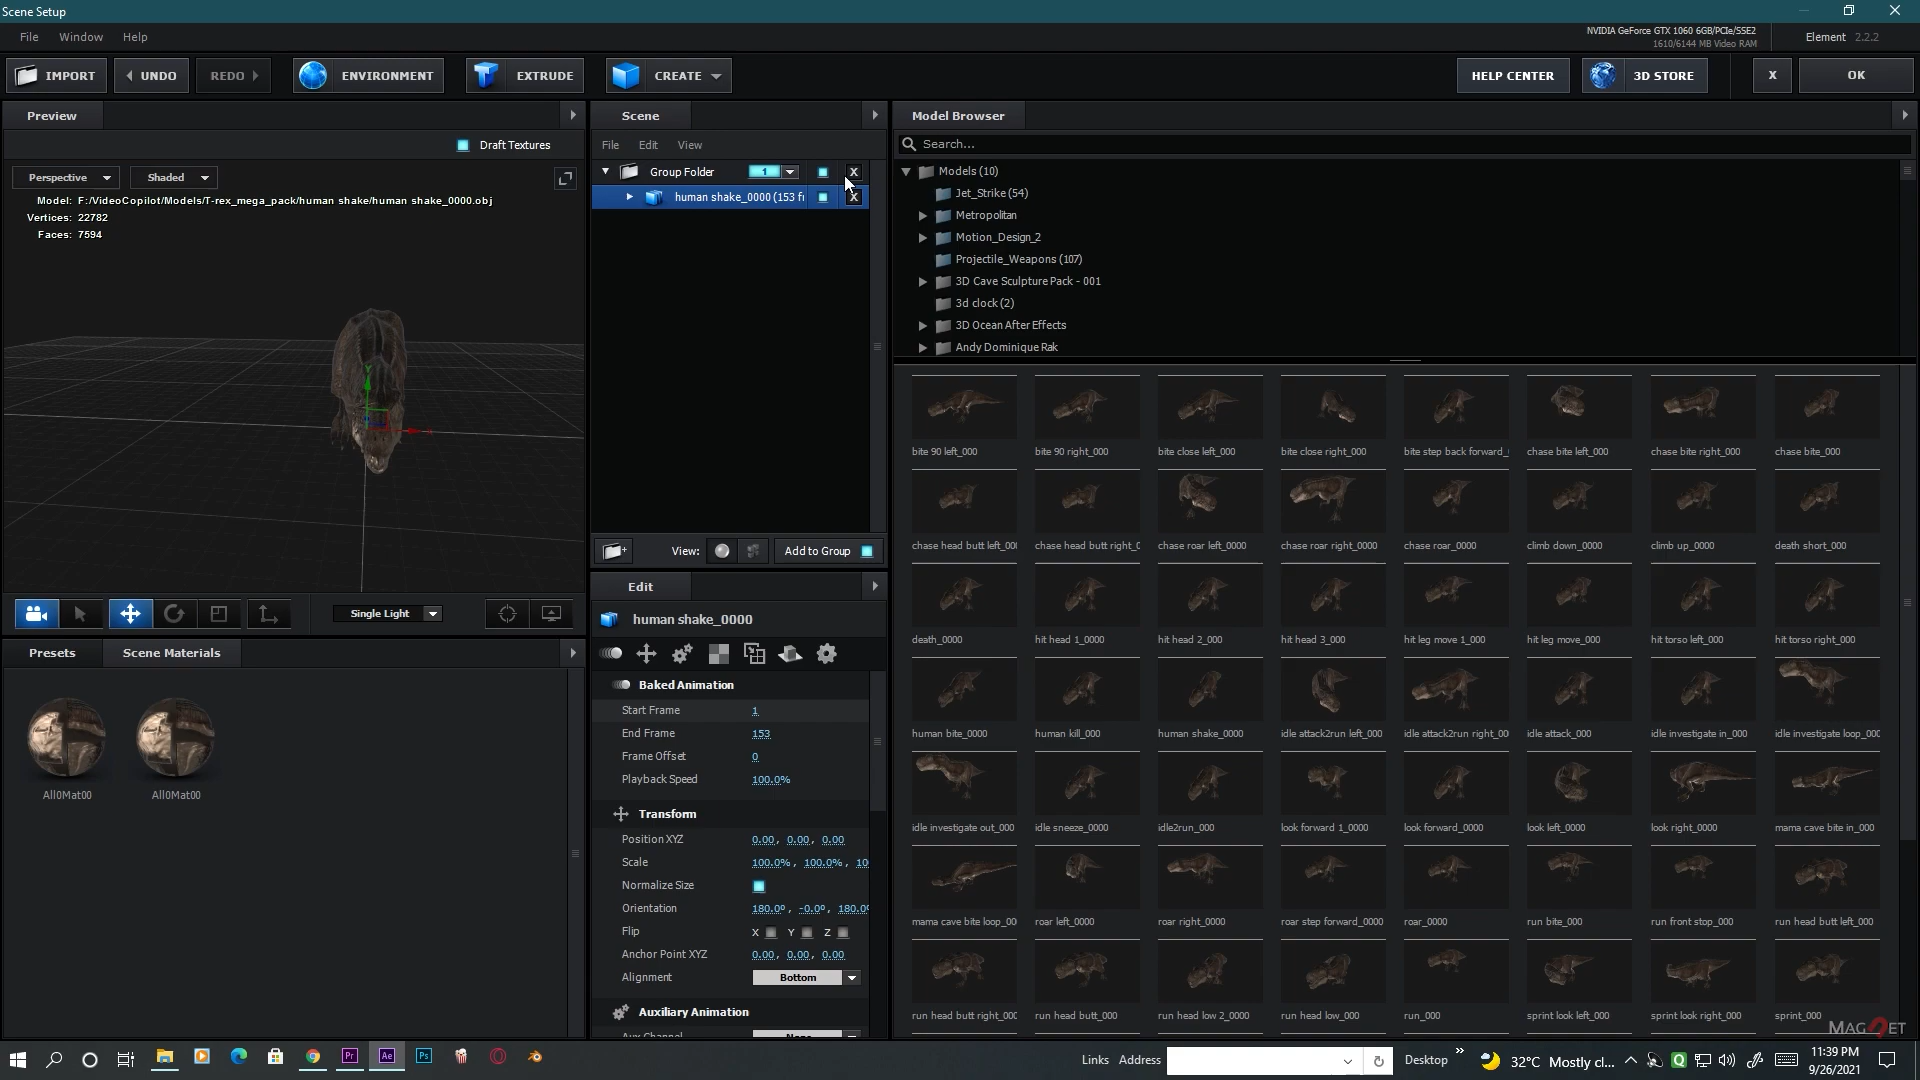 Scene Setup
File Window Help
NVIDIA GeForce GTX 1060 6GB/PCIe/SSE2
1610/6144 MB Video RAM
Element 2.2.2
IMPORT UNDO REDO ENVIRONMENT EXTRUDE CREATE HELP CENTER 3D STORE X OK
Preview
Draft Textures
Perspective Shaded
Model: F:/VideoCopilot/Models/T-rex_mega_pack/human shake/human shake_0000.obj
Vertices: 22782
Faces: 7594
Y
Single Light
Presets Scene Materials
All0Mat00 All0Mat00
Scene
File Edit View
Group Folder 1 X
human shake_0000 (153 fr X
View: Add to Group
Edit
human shake_0000
Baked Animation
Start Frame 1
End Frame 153
Frame Offset 0
Playback Speed 100.0%
Transform
Position XYZ 0.00, 0.00, 0.00
Scale 100.0%, 100.0%, 10
Normalize Size
Orientation 180.0º, -0.0º, 180.0º
Flip X Y Z
Anchor Point XYZ 0.00, 0.00, 0.00
Alignment Bottom
Auxiliary Animation
Aux Channel None
Model Browser
Search...
Models (10)
Jet_Strike (54)
Metropolitan
Motion_Design_2
Projectile_Weapons (107)
3D Cave Sculpture Pack - 001
3d clock (2)
3D Ocean After Effects
Andy Dominique Rak
bite 90 left_000 bite 90 right_000 bite close left_000 bite close right_000 bite step back forward_ chase bite left_000 chase bite right_000 chase bite_000
chase head butt left_00 chase head butt right_0 chase roar left_0000 chase roar right_0000 chase roar_0000 climb down_0000 climb up_0000 death short_000
death_0000 hit head 1_0000 hit head 2_000 hit head 3_000 hit leg move 1_000 hit leg move_000 hit torso left_000 hit torso right_000
human bite_0000 human kill_000 human shake_0000 idle attack2run left_000 idle attack2run right_00 idle attack_000 idle investigate in_000 idle investigate loop_00
idle investigate out_000 idle sneeze_0000 idle2run_000 look forward 1_0000 look forward_0000 look left_0000 look right_0000 mama cave bite in_000
mama cave bite loop_00 roar left_0000 roar right_0000 roar step forward_0000 roar_0000 run bite_000 run front stop_000 run head butt left_000
run head butt right_00 run head butt_000 run head low 2_0000 run head low_000 run_000 sprint look left_000 sprint look right_000 sprint_000
MAGNET
Links Address Desktop » 32°C Mostly cl... 11:39 PM
9/26/2021